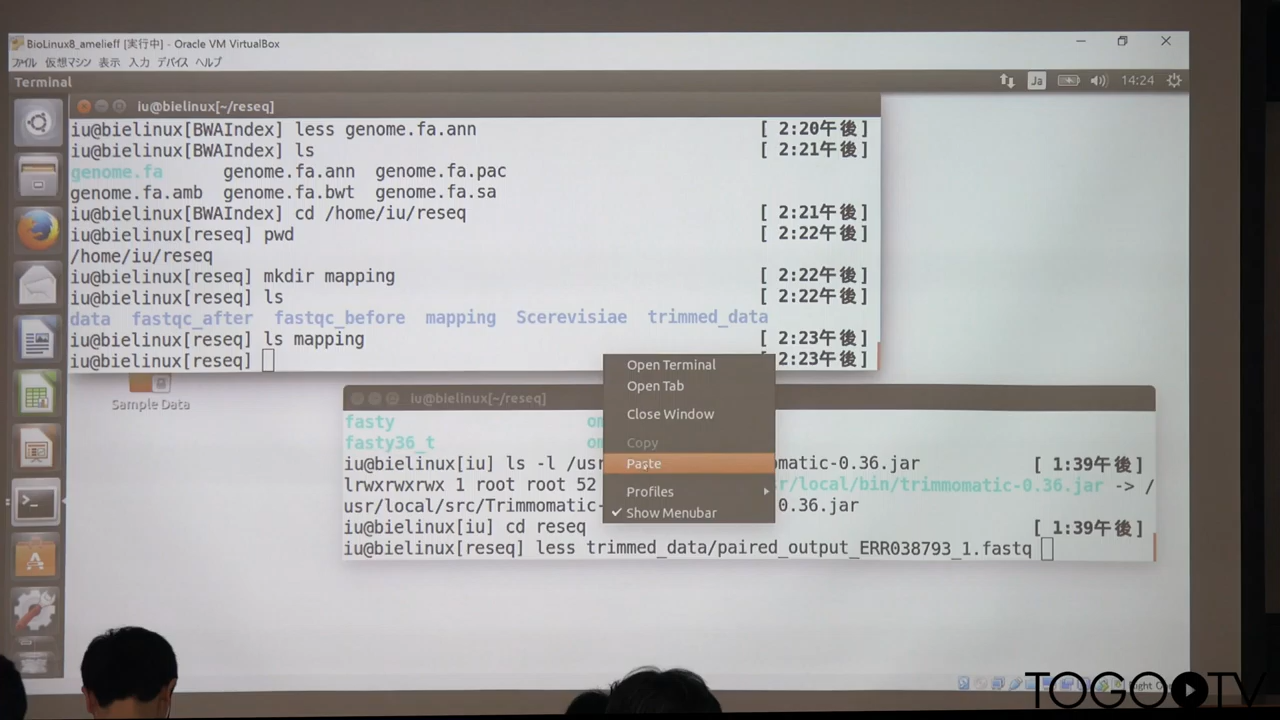 BioLinux8_amelieff [実行中] - Oracle VM VirtualBox
ファイル 仮想マシン 表示 入力 デバイス ヘルプ
Terminal
Ja
14:24
iu@bielinux[~/reseq]
iu@bielinux[BWAIndex] less genome.fa.ann [ 2:20午後]
iu@bielinux[BWAIndex] ls [ 2:21午後]
genome.fa genome.fa.ann genome.fa.pac
genome.fa.amb genome.fa.bwt genome.fa.sa
iu@bielinux[BWAIndex] cd /home/iu/reseq [ 2:21午後]
iu@bielinux[reseq] pwd [ 2:22午後]
/home/iu/reseq
iu@bielinux[reseq] mkdir mapping [ 2:22午後]
iu@bielinux[reseq] ls [ 2:22午後]
data fastqc_after fastqc_before mapping Scerevisiae trimmed_data
iu@bielinux[reseq] ls mapping [ 2:23午後]
iu@bielinux[reseq] 2:23午後]
Open Terminal
Open Tab
Close Window
Copy
Paste
Profiles
Show Menubar
Sample Data
iu@bielinux[~/reseq]
fasty
fasty36_t
iu@bielinux[iu] ls -l /usr omatic-0.36.jar [ 1:39午後]
lrwxrwxrwx 1 root root 52 r/local/bin/trimmomatic-0.36.jar -> /
usr/local/src/Trimmomatic- 0.36.jar
iu@bielinux[iu] cd reseq [ 1:39午後]
iu@bielinux[reseq] less trimmed_data/paired_output_ERR038793_1.fastq
TOGO TV